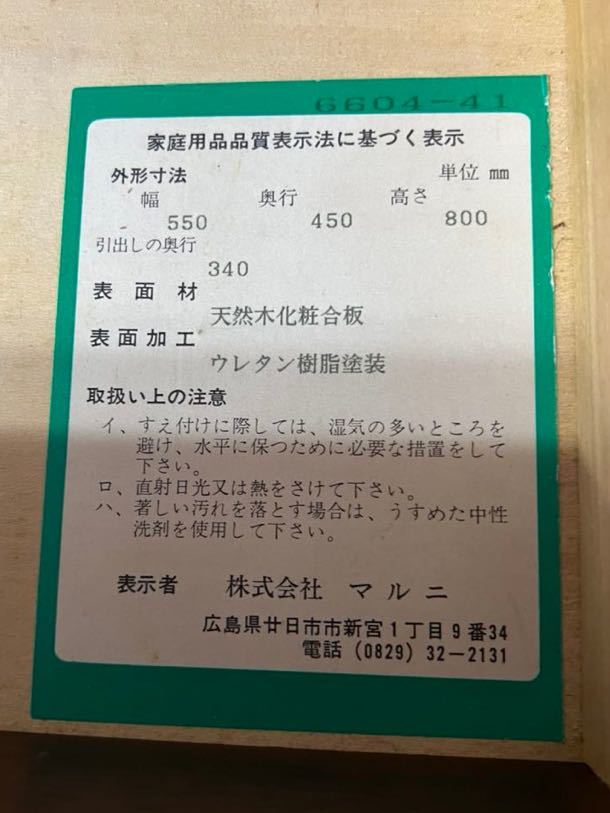 6604-41
家庭用品品質表示法に基づく表示
外形寸法 単位 mm
幅 奥行 高さ
550 450 800
引出しの奥行
340
表面材
天然木化粧合板
表面加工
ウレタン樹脂塗装
取扱い上の注意
イ、すえ付けに際しては、湿気の多いところを
避け、水平に保つために必要な措置をして
下さい。
ロ、直射日光又は熱をさけて下さい。
ハ、著しい汚れを落とす場合は、うすめた中性
洗剤を使用して下さい。
表示者 株式会社 マルニ
広島県廿日市市新宮1丁目9番34
電話 (0829) 32-2131